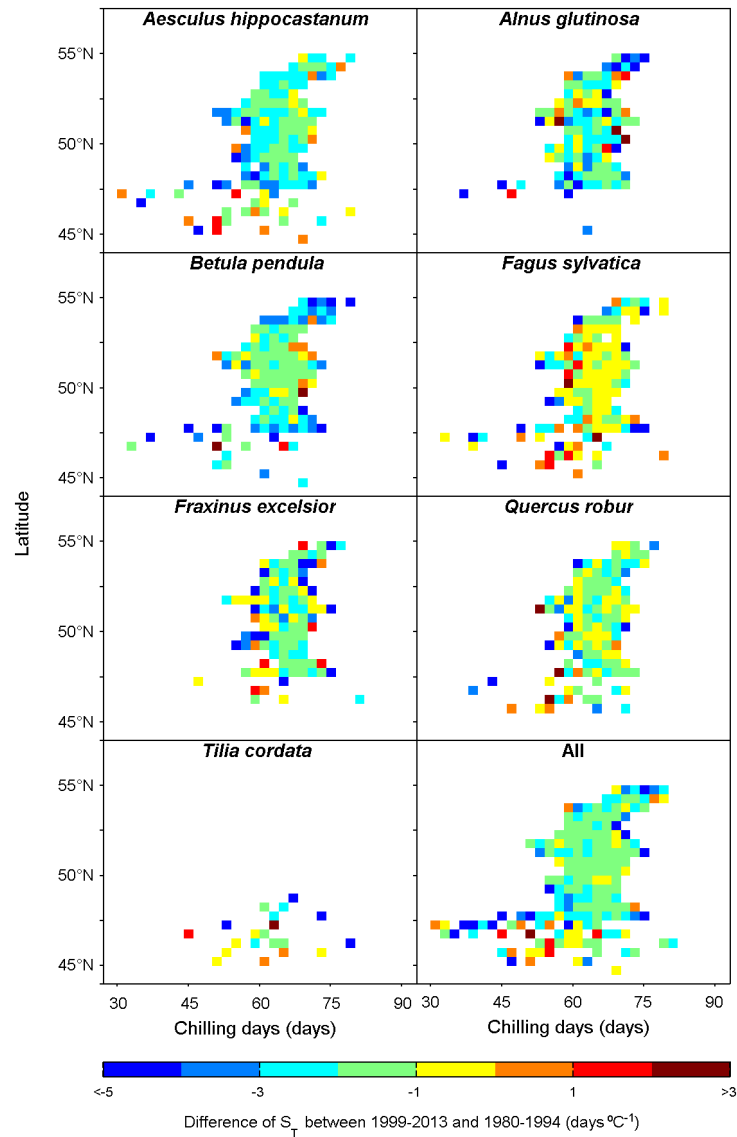 Aesculus hippocastanum
Alnus glutinosa
55°N
50°N
45°N
Betula pendula
Fagus sylvatica
55°N
50°N
45°N
Latitude
Fraxinus excelsior
Quercus robur
55°N
50°N
45°N
Tilia cordata
All
55°N
50°N
45°N
30 45 60 75 90 30 45 60 75 90
Chilling days (days) Chilling days (days)
<-5 -3 -1 1 >3
Difference of S_T between 1999-2013 and 1980-1994 (days ºC⁻¹)